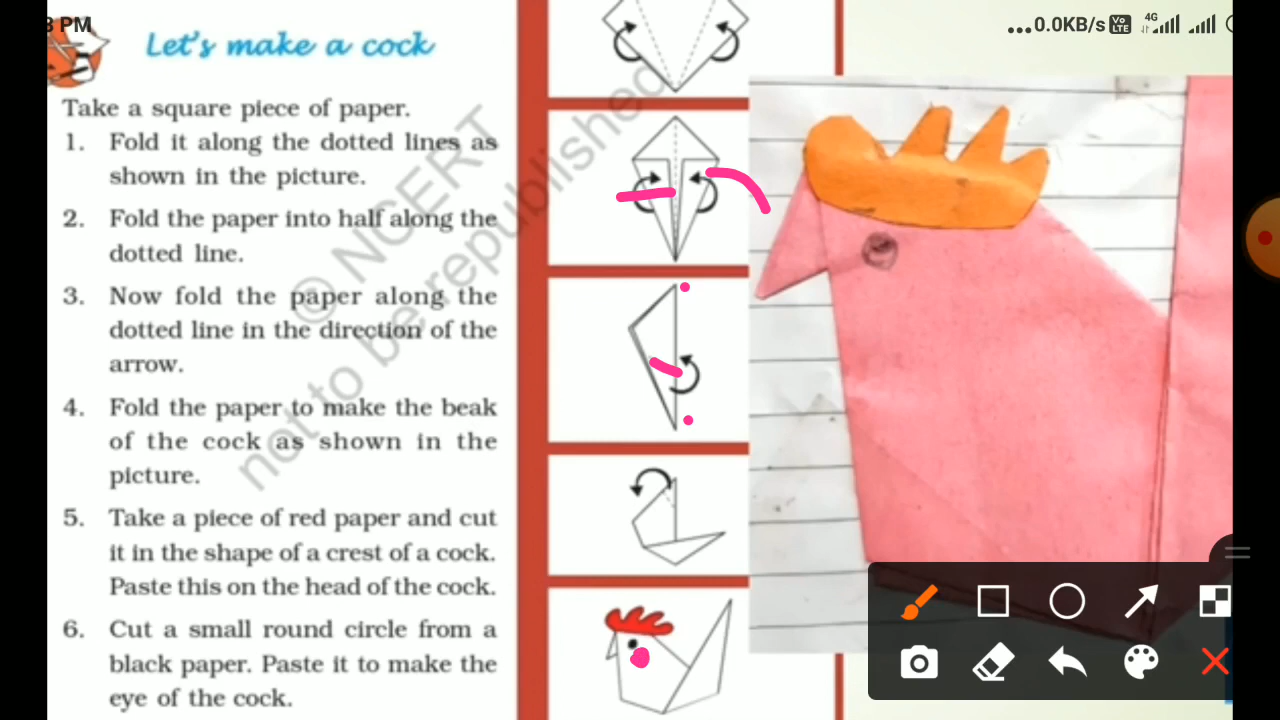 3 PM
...0.0KB/s Vo LTE 4G
Let's make a cock
Take a square piece of paper.
1. Fold it along the dotted lines as
shown in the picture.
2. Fold the paper into half along the
dotted line.
3. Now fold the paper along the
dotted line in the direction of the
arrow.
4. Fold the paper to make the beak
of the cock as shown in the
picture.
5. Take a piece of red paper and cut
it in the shape of a crest of a cock.
Paste this on the head of the cock.
6. Cut a small round circle from a
black paper. Paste it to make the
eye of the cock.
© NCERT
not to be republished